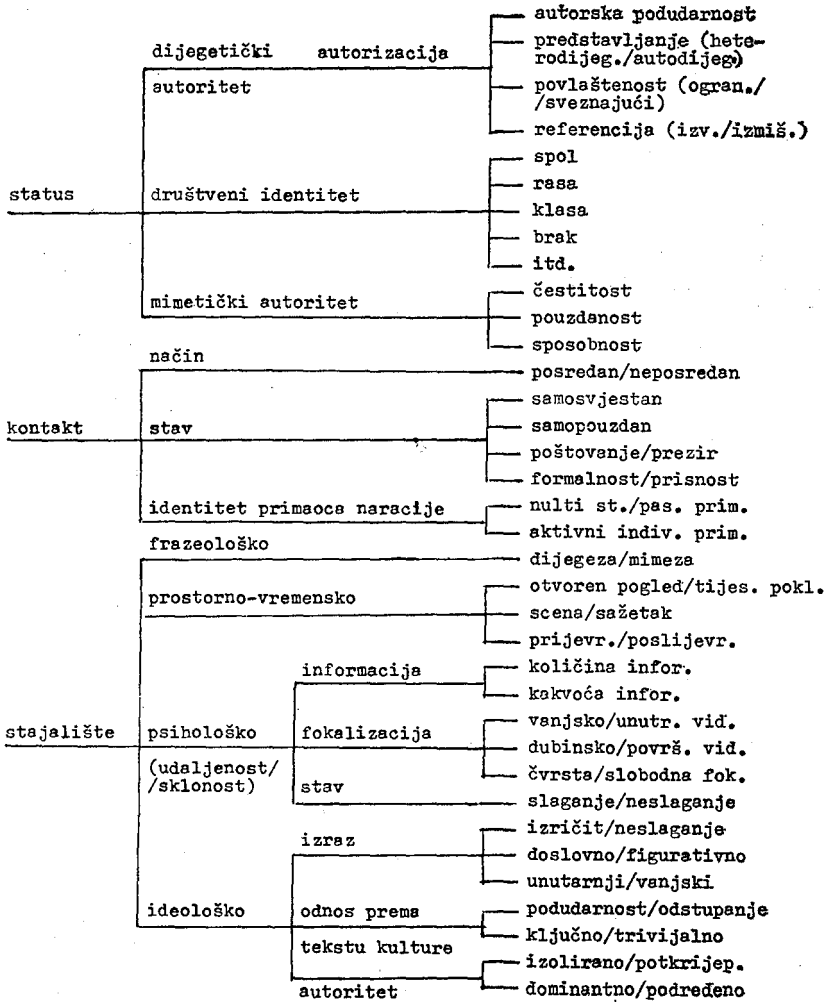 autorska podudarnost
dijegetički autorizacija
predstavljanje (hete-
rodijeg./autodijeg.)
autoritet
povlaštenost (ogran./
/sveznajući)
referencija (izv./izmiš.)
spol
rasa
status
društveni identitet
klasa
brak
itd.
čestitost
mimetički autoritet
pouzdanost
sposobnost
način
posredan/neposredan
samosvjestan
kontakt
stav
samopouzdan
poštovanje/prezir
formalnost/prisnost
identitet primaoca naracije
nulti st./pas. prim.
aktivni indiv. prim.
frazeološko
dijegeza/mimeza
otvoren pogled/tijes. pokl.
prostorno-vremensko
scena/sažetak
prijevr./poslijevr.
informacija
količina infor.
kakvoća infor.
vanjsko/unutr. vid.
stajalište
psihološko
fokalizacija
dubinsko/površ. vid.
(udaljenost/
/sklonost)
čvrsta/slobodna fok.
stav
slaganje/neslaganje
izričit/neslaganje
izraz
doslovno/figurativno
unutarnji/vanjski
ideološko
odnos prema
podudarnost/odstupanje
tekstu kulture
ključno/trivijalno
izolirano/potkrijep.
autoritet
dominantno/podređeno